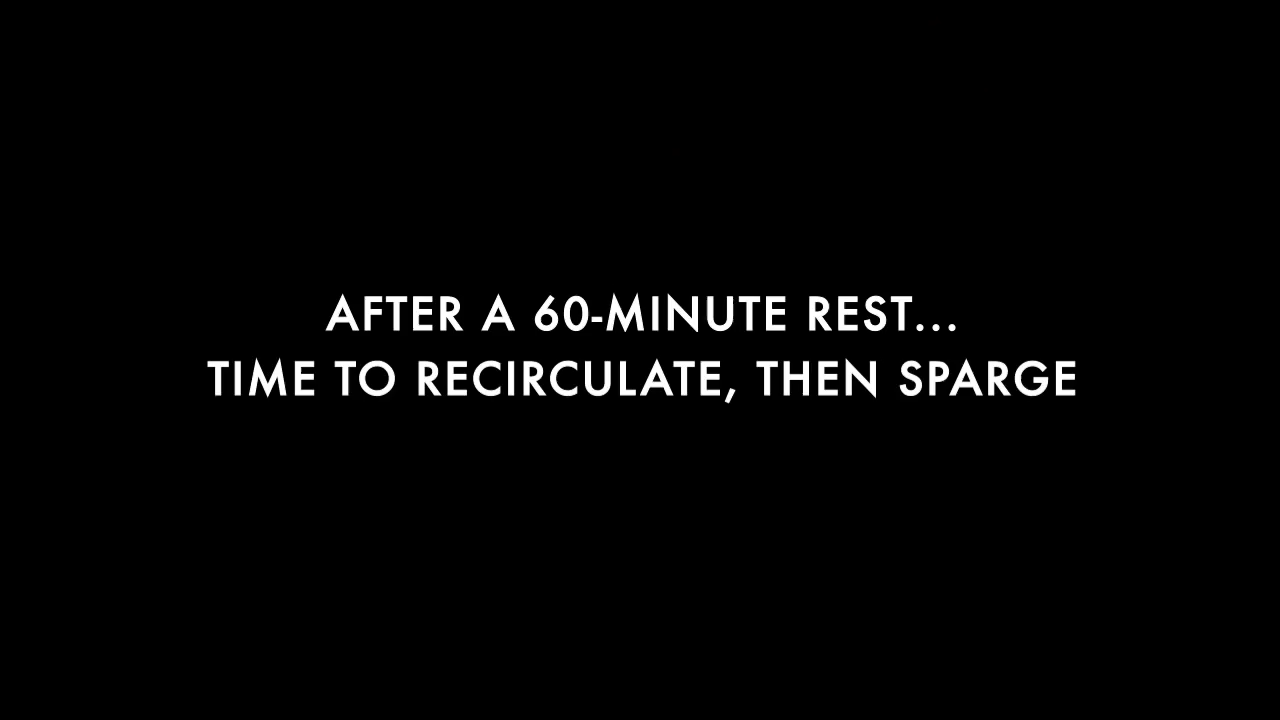 AFTER A 60-MINUTE REST...
TIME TO RECIRCULATE, THEN SPARGE